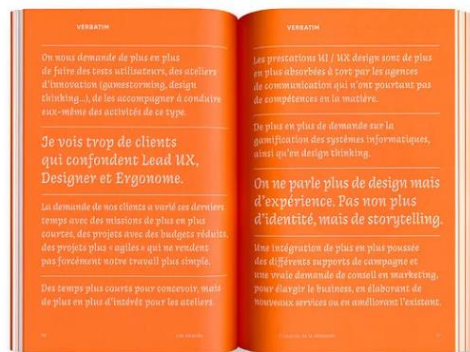 VERBATIM
On nous demande de plus en plus
de faire des tests utilisateurs, des ateliers
d'innovation (gamestorming, design
thinking…), de les accompagner à conduire
eux-même des activités de ce type.
Je vois trop de clients
qui confondent Lead UX,
Designer et Ergonome.
La demande de nos clients a varié ces derniers
temps avec des missions de plus en plus
courtes, des projets avec des budgets réduits,
des projets plus « agiles » qui ne rendent
pas forcément notre travail plus simple.
Des temps plus courts pour concevoir, mais
de plus en plus d'intérêt pour les ateliers.
VERBATIM
Les prestations UI / UX design sont de plus
en plus absorbées à tort par les agences
de communication qui n'ont pourtant pas
de compétences en la matière.
De plus en plus de demande sur la
gamification des systèmes informatiques,
ainsi qu'en design thinking.
On ne parle plus de design mais
d'expérience. Pas non plus
d'identité, mais de storytelling.
Une intégration de plus en plus poussée
des différents supports de campagne et
une vraie demande de conseil en marketing,
pour élargir le business, en élaborant de
nouveaux services ou en améliorant l'existant.